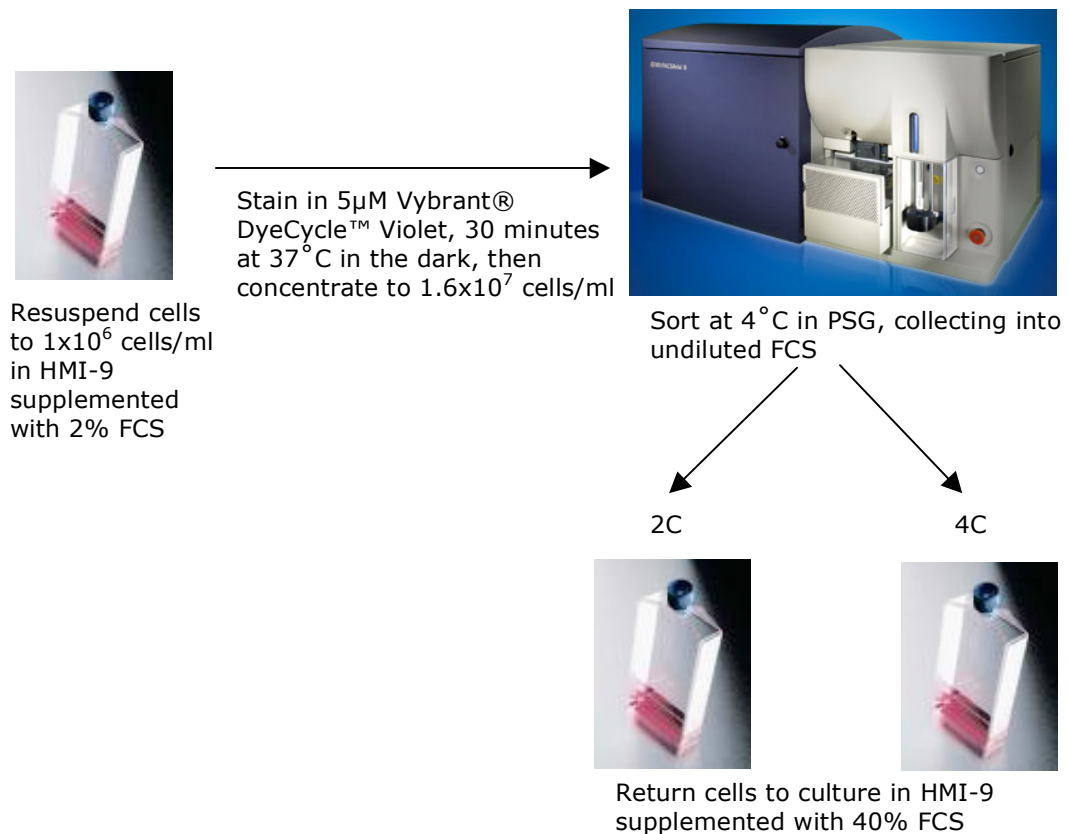 Resuspend cells
to 1x10⁶ cells/ml
in HMI-9
supplemented
with 2% FCS
Stain in 5µM Vybrant®
DyeCycle™ Violet, 30 minutes
at 37˚C in the dark, then
concentrate to 1.6x10⁷ cells/ml
Sort at 4˚C in PSG, collecting into
undiluted FCS
2C
4C
Return cells to culture in HMI-9
supplemented with 40% FCS